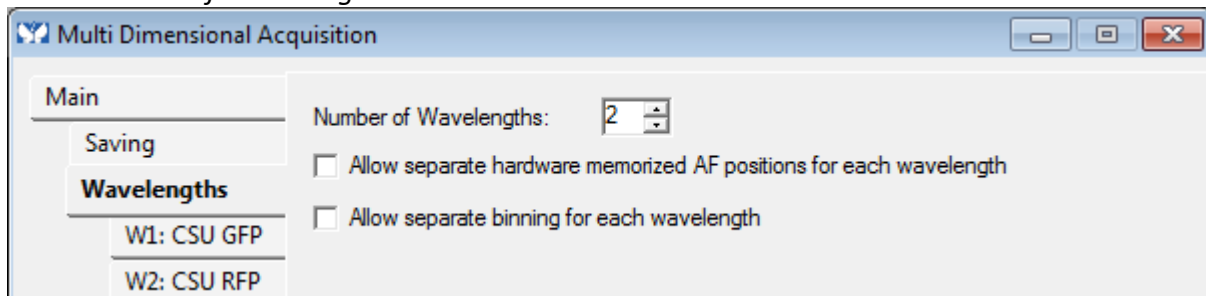 Multi Dimensional Acquisition
Main
Saving
Wavelengths
W1: CSU GFP
W2: CSU RFP
Number of Wavelengths: 2
Allow separate hardware memorized AF positions for each wavelength
Allow separate binning for each wavelength